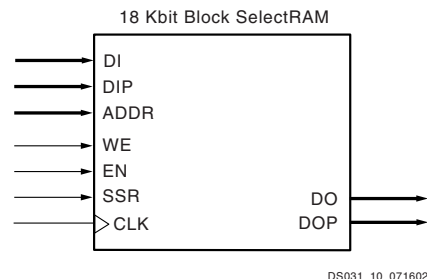 18 Kbit Block SelectRAM
DI
DIP
ADDR
WE
EN
SSR
CLK
DO
DOP
DS031_10_071602